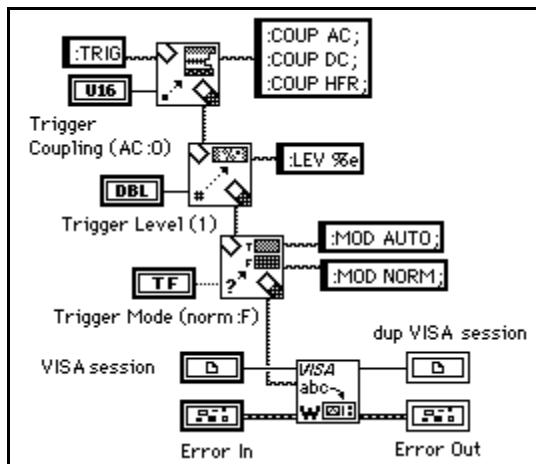 :TRIG
:COUP AC;
:COUP DC;
:COUP HFR;
U16
Trigger
Coupling (AC:0)
:LEV %e
DBL
#
Trigger Level (1)
T
F
:MOD AUTO;
TF
?
:MOD NORM;
Trigger Mode (norm:F)
dup VISA session
VISA session
VISA
abc
W
Error In
Error Out